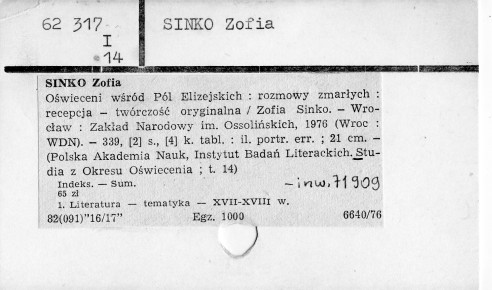 62 317
I
14
SINKO Zofia
SINKO Zofia
Oświeceni wśród Pól Elizejskich : rozmowy zmarłych :
recepcja — twórczość oryginalna / Zofia Sinko. — Wro-
cław : Zakład Narodowy im. Ossolińskich, 1976 (Wroc :
WDN). — 339, [2] s., [4] k. tabl. : il. portr. err. ; 21 cm. —
(Polska Akademia Nauk, Instytut Badań Literackich. Stu-
dia z Okresu Oświecenia ; t. 14)
Indeks. — Sum.
— inw. 71909
65 zł
1. Literatura — tematyka — XVII-XVIII w.
82(091)"16/17" Egz. 1000 6640/76